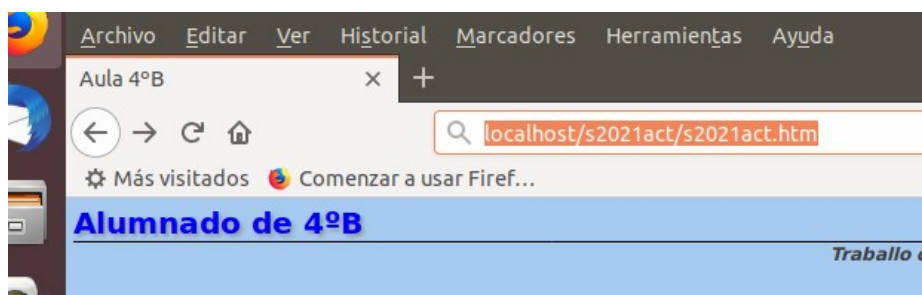 Archivo Editar Ver Historial Marcadores Herramientas Ayuda
Aula 4ºB
localhost/s2021act/s2021act.htm
Más visitados Comenzar a usar Firef...
Alumnado de 4ºB
Traballo